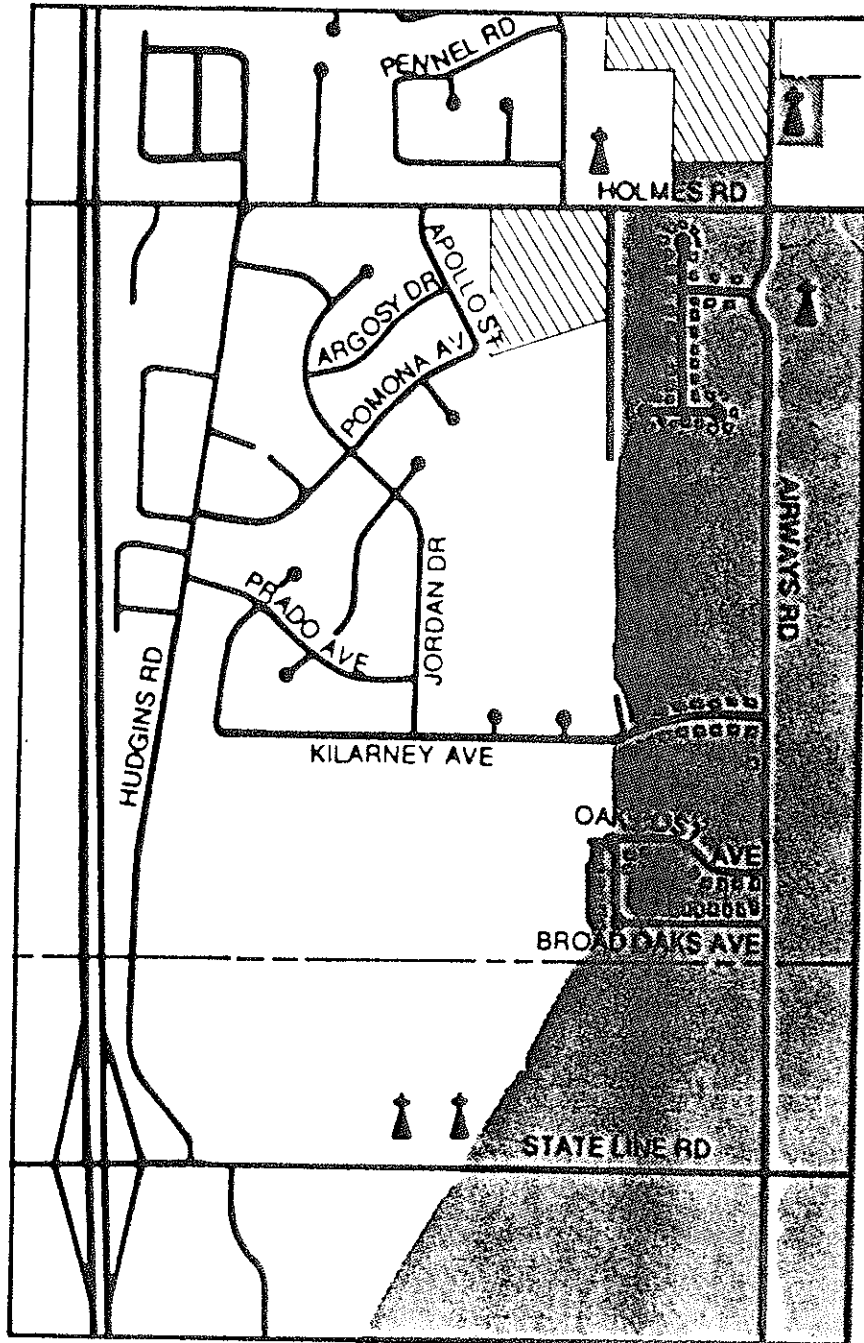 PENNEL RD
HOLMES RD
APOLLO ST
ARGOSY DR
POMONA AV
AIRWAYS RD
PRADO AVE
JORDAN DR
HUDGINS RD
KILARNEY AVE
AVE
BROAD OAKS AVE
STATE LINE RD